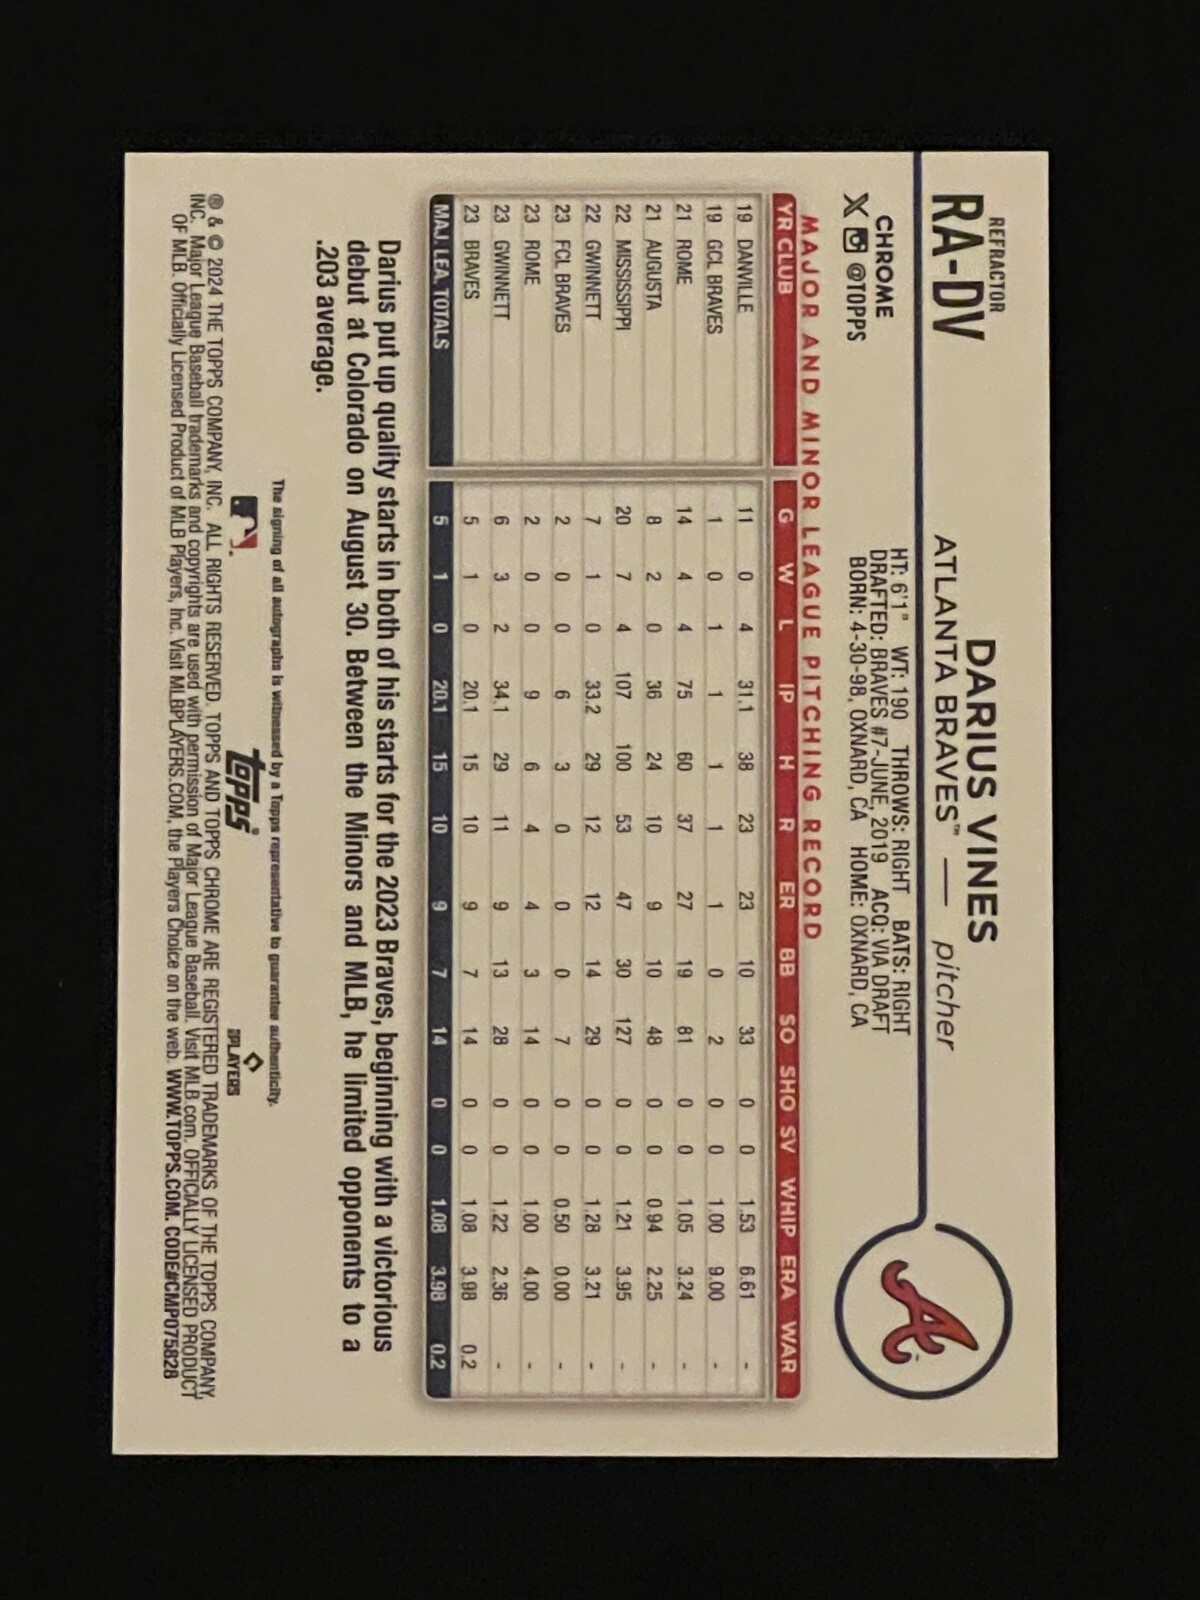 REFRACTOR
RA-DV
DARIUS VINES
ATLANTA BRAVES™ — pitcher
CHROME
@TOPPS
HT: 6'1" WT: 190 THROWS: RIGHT BATS: RIGHT
DRAFTED: BRAVES #7-JUNE, 2019 ACQ: VIA DRAFT
BORN: 4-30-98, OXNARD, CA HOME: OXNARD, CA
A
MAJOR AND MINOR LEAGUE PITCHING RECORD
YR CLUB G W L IP H R ER BB SO SHO SV WHIP ERA WAR
19 DANVILLE 11 0 4 31.1 38 23 23 10 33 0 0 1.53 6.61 -
19 GCL BRAVES 1 0 1 1 1 1 1 0 2 0 0 1.00 9.00 -
21 ROME 14 4 4 75 60 37 27 19 81 0 0 1.05 3.24 -
21 AUGUSTA 8 2 0 36 24 10 9 10 48 0 0 0.94 2.25 -
22 MISSISSIPPI 20 7 4 107 100 53 47 30 127 0 0 1.21 3.95 -
22 GWINNETT 7 1 0 33.2 29 12 12 14 29 0 0 1.28 3.21 -
23 FCL BRAVES 2 0 0 6 3 0 0 0 7 0 0 0.50 0.00 -
23 ROME 2 0 0 9 6 4 4 3 14 0 0 1.00 4.00 -
23 GWINNETT 6 3 2 34.1 29 11 9 13 28 0 0 1.22 2.36 -
23 BRAVES 5 1 0 20.1 15 10 9 7 14 0 0 1.08 3.98 0.2
MAJ. LEA. TOTALS 5 1 0 20.1 15 10 9 7 14 0 0 1.08 3.98 0.2
Darius put up quality starts in both of his starts for the 2023 Braves, beginning with a victorious
debut at Colorado on August 30. Between the Minors and MLB, he limited opponents to a
.203 average.
The signing of all autographs is witnessed by a Topps representative to guarantee authenticity.
topps®
PLAYERS
® & © 2024 THE TOPPS COMPANY, INC. ALL RIGHTS RESERVED. TOPPS AND TOPPS CHROME ARE REGISTERED TRADEMARKS OF THE TOPPS COMPANY,
INC. Major League Baseball trademarks and copyrights are used with permission of Major League Baseball. Visit MLB.com. OFFICIALLY LICENSED PRODUCT
OF MLB. Officially Licensed Product of MLB Players, Inc. Visit MLBPLAYERS.COM, the Players Choice on the web. WWW.TOPPS.COM. CODE#CMP075828